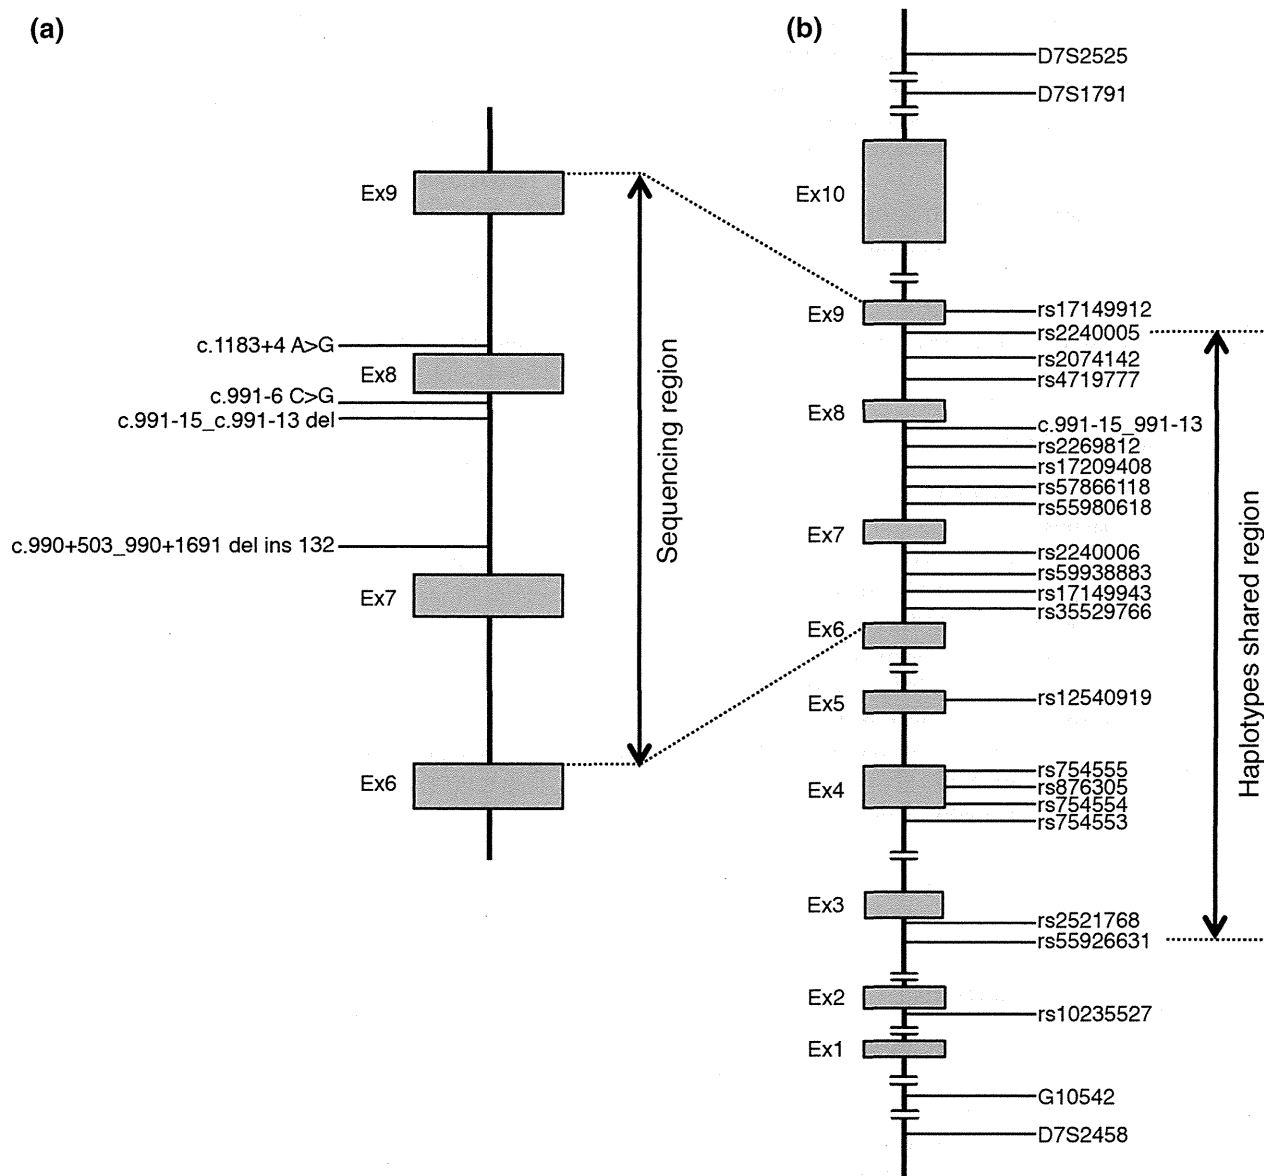 (a)
Ex9
c.1183+4 A>G
Ex8
c.991-6 C>G
c.991-15_c.991-13 del
c.990+503_990+1691 del ins 132
Ex7
Ex6
Sequencing region
(b)
D7S2525
D7S1791
Ex10
Ex9
rs17149912
rs2240005
rs2074142
rs4719777
Ex8
c.991-15_991-13
rs2269812
rs17209408
rs57866118
rs55980618
Ex7
rs2240006
rs59938883
rs17149943
rs35529766
Ex6
Ex5
rs12540919
Ex4
rs754555
rs876305
rs754554
rs754553
Ex3
rs2521768
rs55926631
Ex2
rs10235527
Ex1
G10542
D7S2458
Haplotypes shared region